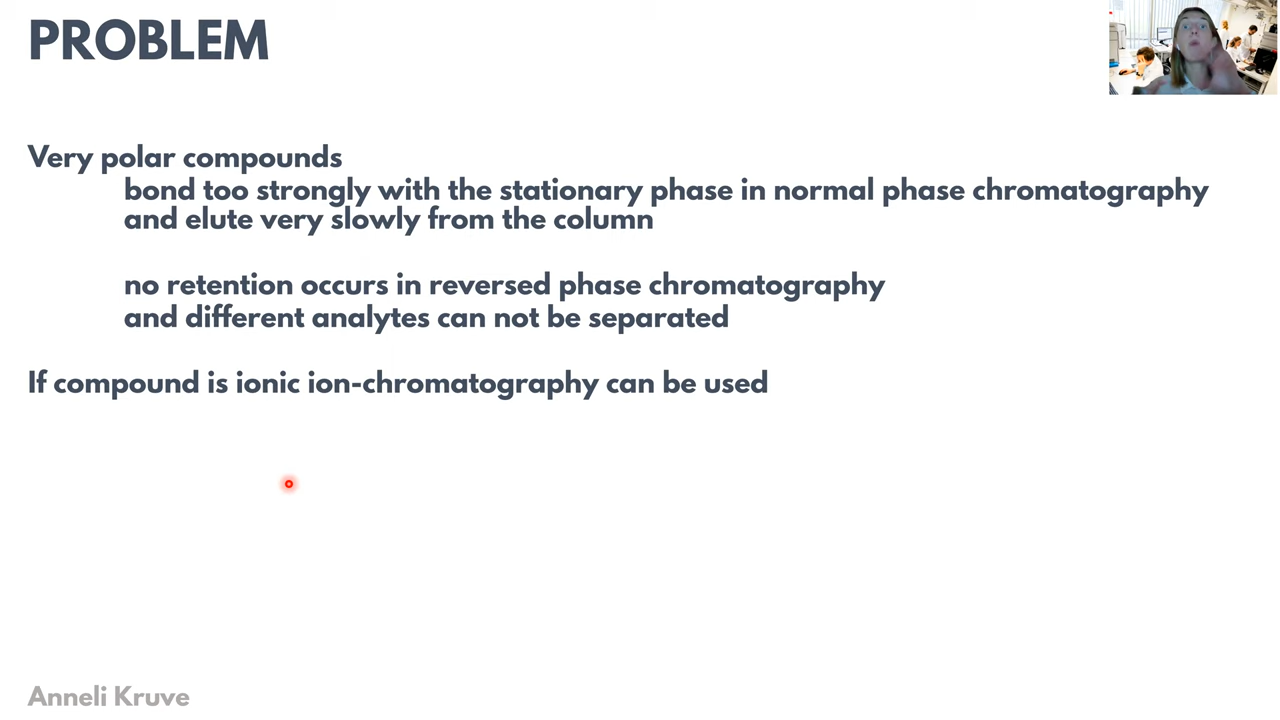 PROBLEM
Very polar compounds
bond too strongly with the stationary phase in normal phase chromatography
and elute very slowly from the column
no retention occurs in reversed phase chromatography
and different analytes can not be separated
If compound is ionic ion-chromatography can be used
Anneli Kruve